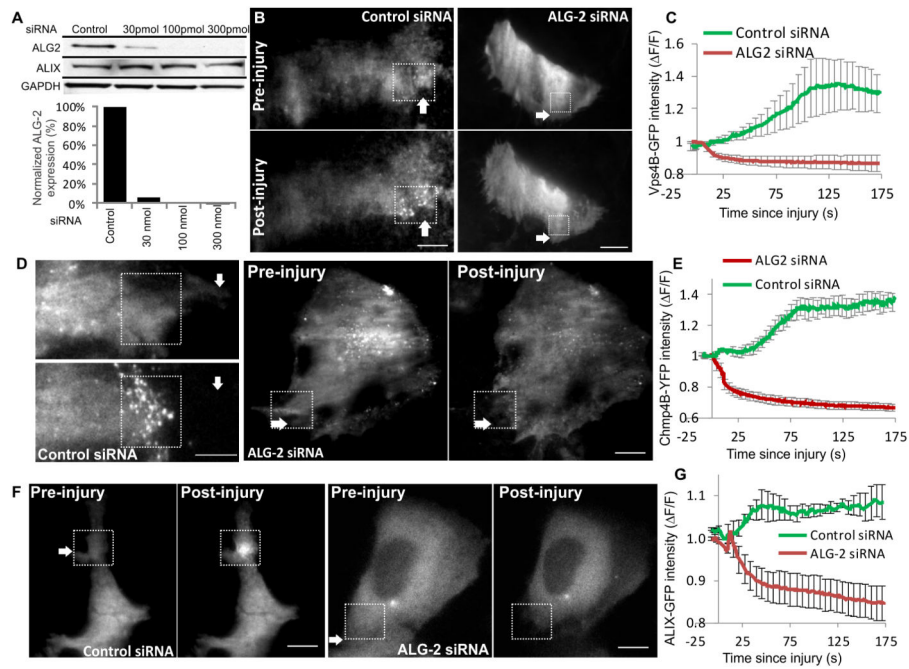 A
siRNA Control 30pmol 100pmol 300pmol
ALG2
ALIX
GAPDH
Normalized ALG-2
expression (%)
100%
80%
60%
40%
20%
0%
siRNA
Control
30 nmol
100 nmol
300 nmol
B
Control siRNA
ALG-2 siRNA
Pre-injury
Post-injury
C
Control siRNA
ALG2 siRNA
Vps4B-GFP intensity (ΔF/F)
1.6
1.4
1.2
1
0.8
-25 25 75 125 175
Time since injury (s)
D
Control siRNA
Pre-injury
Post-injury
ALG-2 siRNA
E
ALG2 siRNA
Control siRNA
Chmp4B-YFP intensity (ΔF/F)
1.4
1.2
1
0.8
0.6
-25 25 75 125 175
Time since injury (s)
F
Pre-injury
Post-injury
Control siRNA
Pre-injury
Post-injury
ALG-2 siRNA
G
ALIX-GFP intensity (ΔF/F)
1.1
1.0
0.9
0.8
Control siRNA
ALG-2 siRNA
-25 25 75 125 175
Time since injury (s)